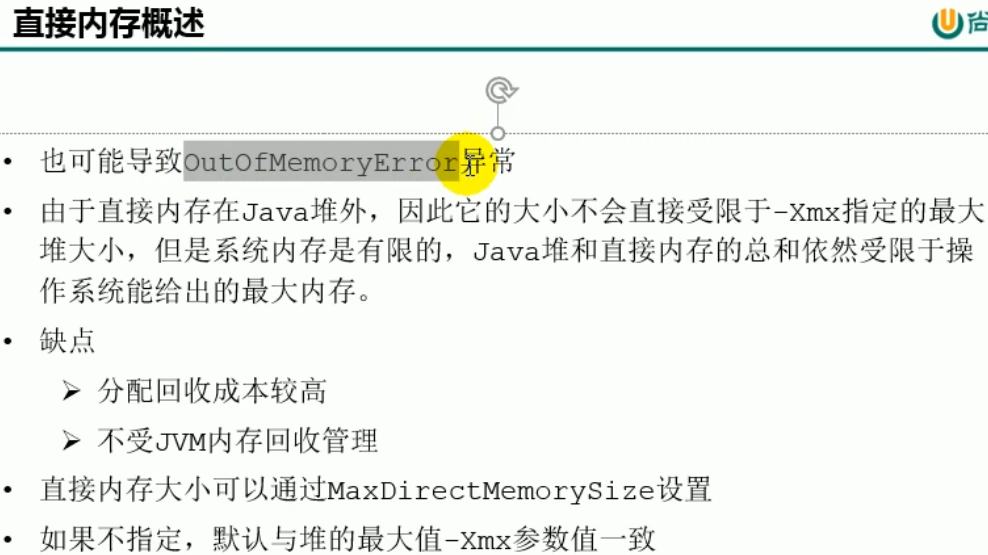 直接内存概述
尚
• 也可能导致OutOfMemoryError异常
• 由于直接内存在Java堆外，因此它的大小不会直接受限于-Xmx指定的最大
堆大小，但是系统内存是有限的，Java堆和直接内存的总和依然受限于操
作系统能给出的最大内存。
• 缺点
➢ 分配回收成本较高
➢ 不受JVM内存回收管理
• 直接内存大小可以通过MaxDirectMemorySize设置
• 如果不指定，默认与堆的最大值-Xmx参数值一致